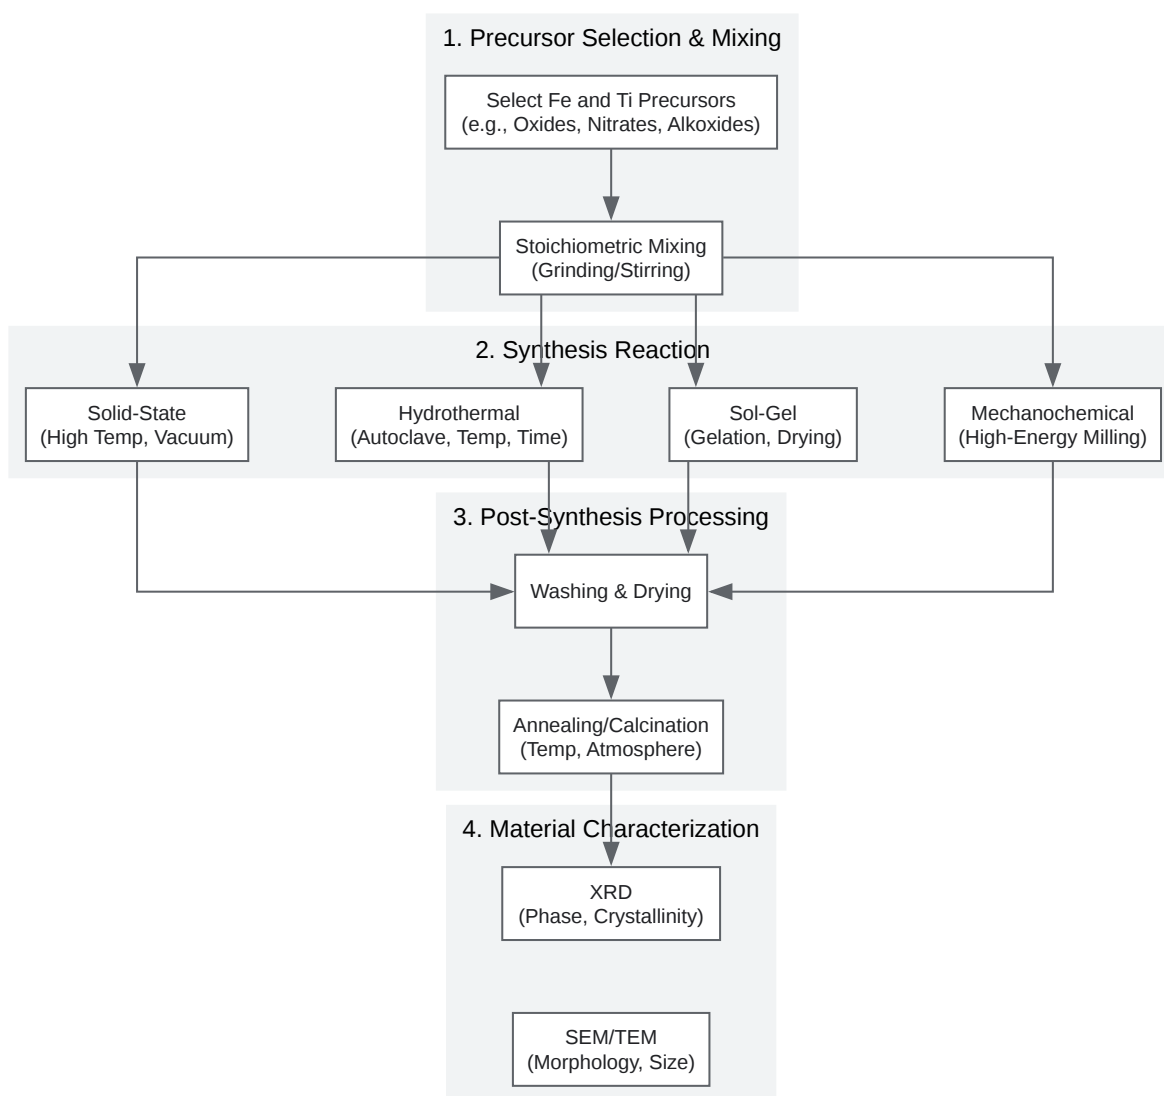 1. Precursor Selection & Mixing
Select Fe and Ti Precursors
(e.g., Oxides, Nitrates, Alkoxides)
Stoichiometric Mixing
(Grinding/Stirring)
2. Synthesis Reaction
Solid-State
(High Temp, Vacuum)
Hydrothermal
(Autoclave, Temp, Time)
Sol-Gel
(Gelation, Drying)
Mechanochemical
(High-Energy Milling)
3. Post-Synthesis Processing
Washing & Drying
Annealing/Calcination
(Temp, Atmosphere)
4. Material Characterization
XRD
(Phase, Crystallinity)
SEM/TEM
(Morphology, Size)